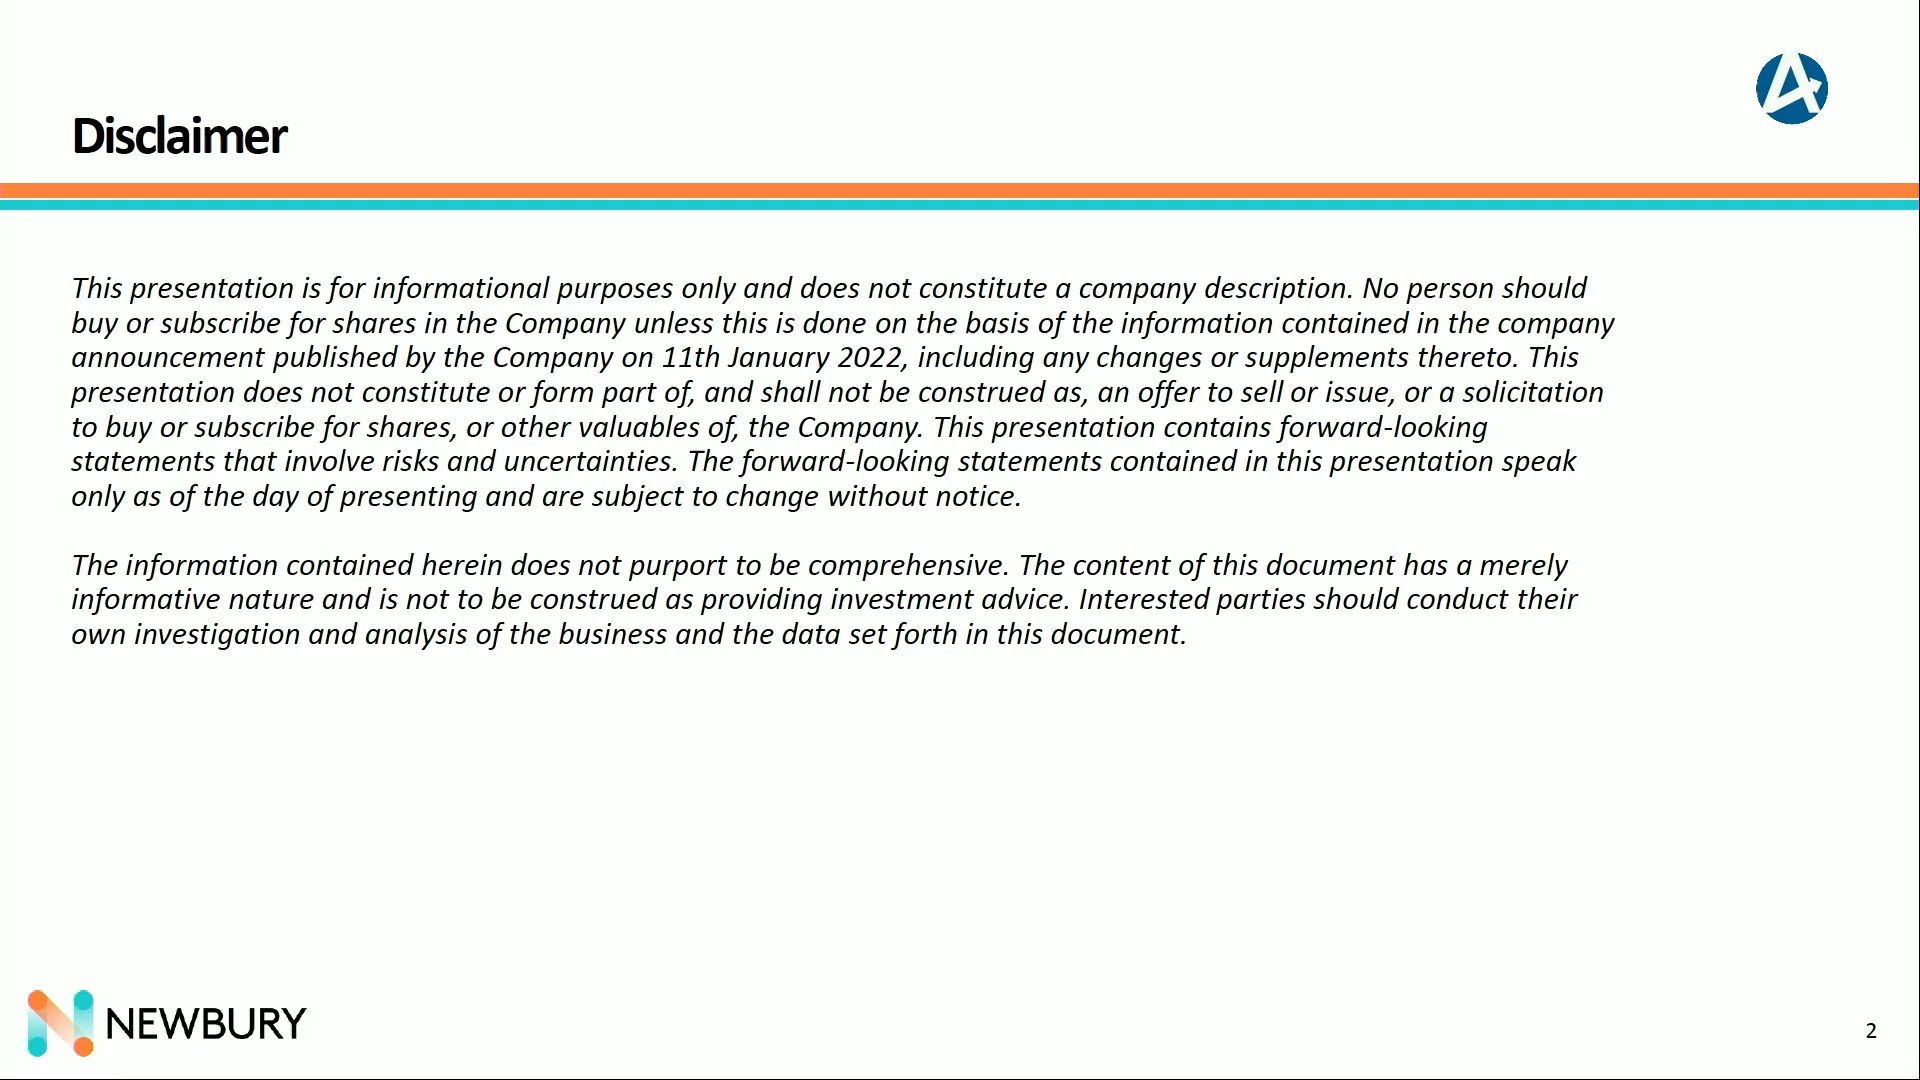 Disclaimer
This presentation is for informational purposes only and does not constitute a company description. No person should
buy or subscribe for shares in the Company unless this is done on the basis of the information contained in the company
announcement published by the Company on 11th January 2022, including any changes or supplements thereto. This
presentation does not constitute or form part of, and shall not be construed as, an offer to sell or issue, or a solicitation
to buy or subscribe for shares, or other valuables of, the Company. This presentation contains forward-looking
statements that involve risks and uncertainties. The forward-looking statements contained in this presentation speak
only as of the day of presenting and are subject to change without notice.
The information contained herein does not purport to be comprehensive. The content of this document has a merely
informative nature and is not to be construed as providing investment advice. Interested parties should conduct their
own investigation and analysis of the business and the data set forth in this document.
NEWBURY
2